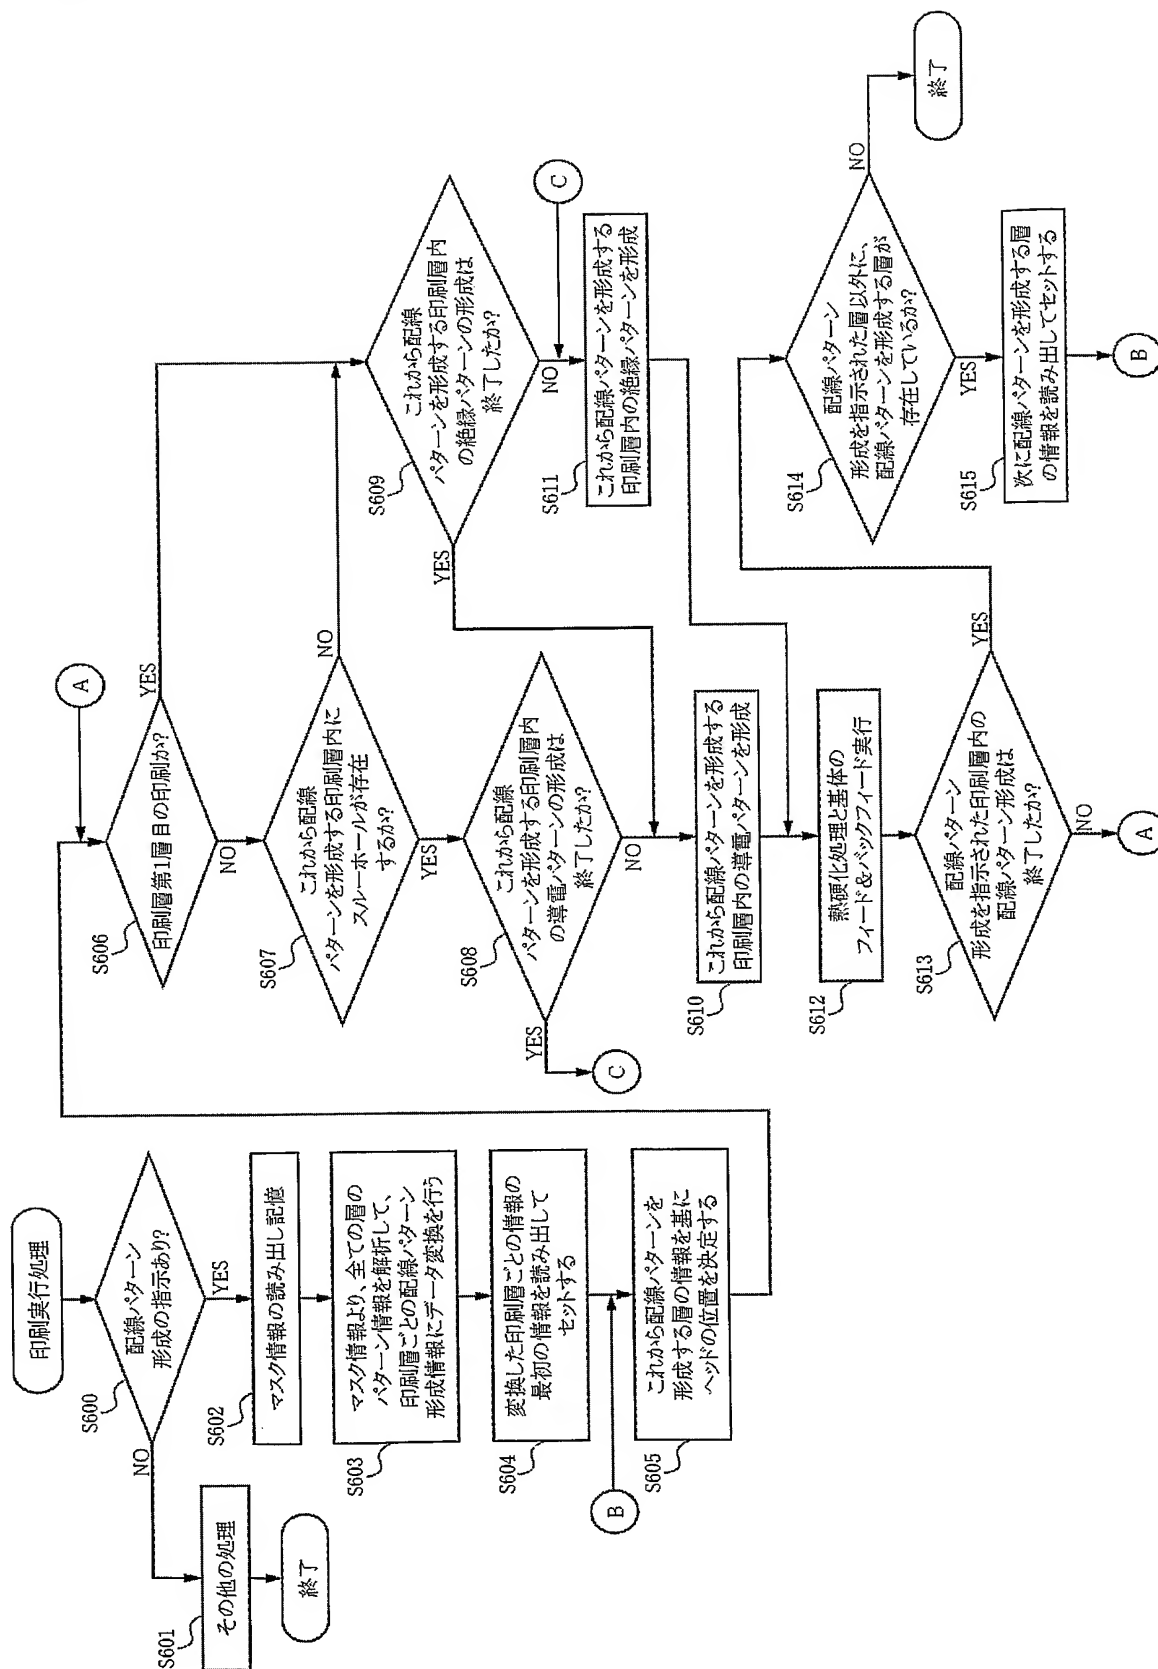 印刷実行処理
配線パターン
形成の指示あり?
S600
NO
YES
その他の処理
S601
終了
マスク情報の読み出し記憶
S602
マスク情報より、全ての層の
パターン情報を解析して、
印刷層ごとの配線パターン
形成情報にデータ変換を行う
S603
変換した印刷層ごとの情報の
最初の情報を読み出して
セットする
S604
B
これから配線パターンを
形成する層の情報を基に
ヘッドの位置を決定する
S605
A
印刷層第1層目の印刷か?
S606
YES
NO
これから配線
パターンを形成する印刷層内に
スルーホールが存在
するか?
S607
NO
YES
これから配線
パターンを形成する印刷層内
の導電パターンの形成は
終了したか?
S608
YES
C
NO
これから配線
パターンを形成する印刷層内
の絶縁パターンの形成は
終了したか?
S609
YES
NO
C
これから配線パターンを形成する
印刷層内の導電パターンを形成
S610
これから配線パターンを形成する
印刷層内の絶縁パターンを形成
S611
熱硬化処理と基体の
フィード&バックフィード実行
S612
配線パターン
形成を指示された印刷層内の
配線パターン形成は
終了したか?
S613
YES
NO
A
配線パターン
形成を指示された層以外に、
配線パターンを形成する層が
存在しているか?
S614
NO
終了
YES
次に配線パターンを形成する層
の情報を読み出してセットする
S615
B